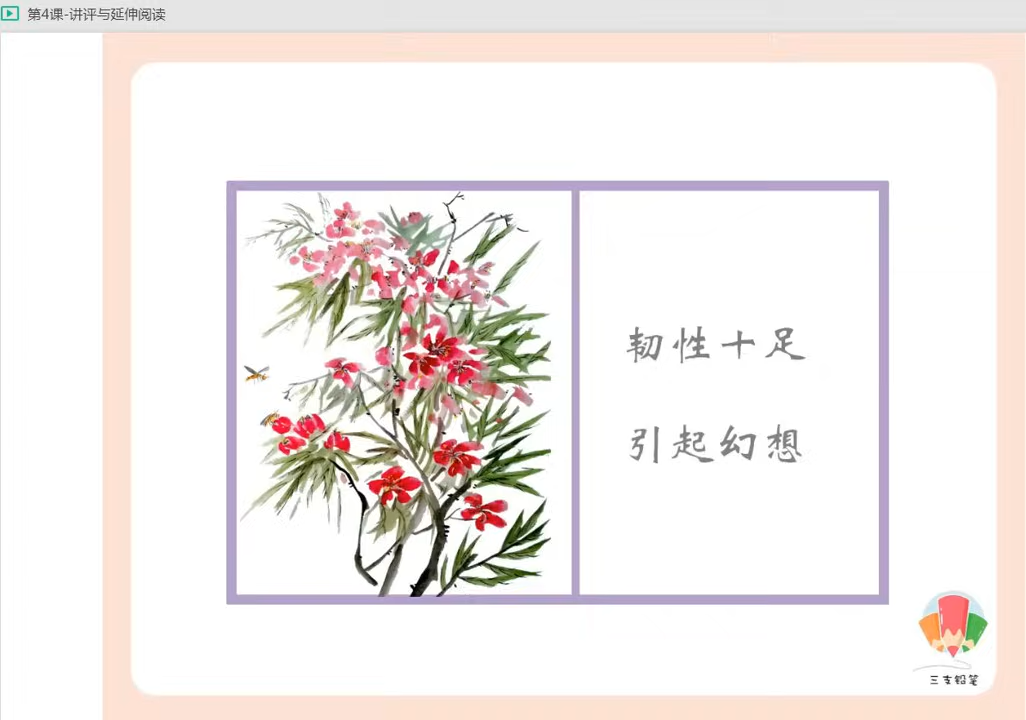 第4课-讲评与延伸阅读
韧性十足
引起幻想
三支铅笔